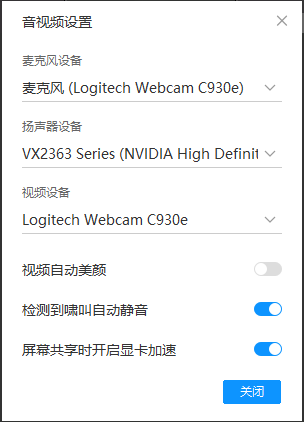 音视频设置
麦克风设备
麦克风 (Logitech Webcam C930e)
扬声器设备
VX2363 Series (NVIDIA High Definit
视频设备
Logitech Webcam C930e
视频自动美颜
检测到啸叫自动静音
屏幕共享时开启显卡加速
关闭